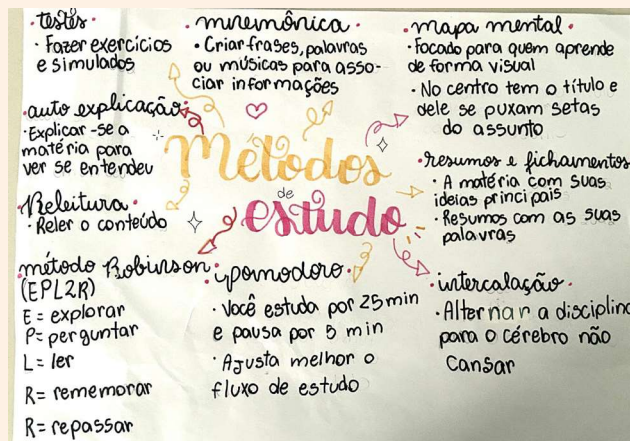 • testes •
• Fazer exercícios
e simulados
• mnemônica •
• Criar frases, palavras
ou músicas para asso-
ciar informações
• mapa mental •
• Focado para quem aprende
de forma visual
• No centro tem o título e
dele se puxam setas
do assunto
• auto explicação •
• Explicar-se a
matéria para
ver se entendeu
Métodos
de
estudo
• resumos e fichamentos
• A matéria com suas
ideias principais
• Resumos com as suas
palavras
• Releitura •
• Reler o conteúdo
método Robinson •
(EPL2R)
E = explorar
P = perguntar
L = ler
R = rememorar
R = repassar
• pomodoro •
• Você estuda por 25 min
e pausa por 5 min
• Ajusta melhor o
fluxo de estudo
• intercalação •
• Alternar a disciplina
para o cérebro não
cansar